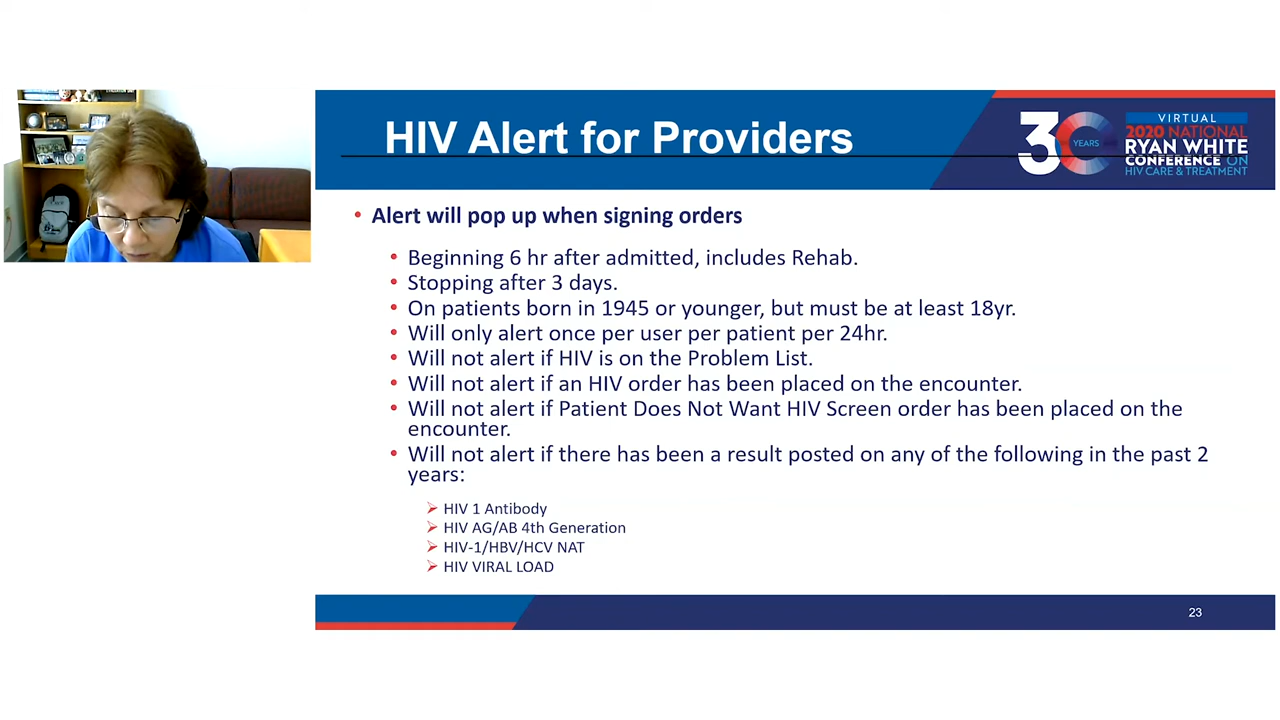 HIV Alert for Providers
30
YEARS
VIRTUAL
2020 NATIONAL
RYAN WHITE
CONFERENCE ON
HIV CARE & TREATMENT
• Alert will pop up when signing orders
• Beginning 6 hr after admitted, includes Rehab.
• Stopping after 3 days.
• On patients born in 1945 or younger, but must be at least 18yr.
• Will only alert once per user per patient per 24hr.
• Will not alert if HIV is on the Problem List.
• Will not alert if an HIV order has been placed on the encounter.
• Will not alert if Patient Does Not Want HIV Screen order has been placed on the
encounter.
• Will not alert if there has been a result posted on any of the following in the past 2
years:
➢ HIV 1 Antibody
➢ HIV AG/AB 4th Generation
➢ HIV-1/HBV/HCV NAT
➢ HIV VIRAL LOAD
23